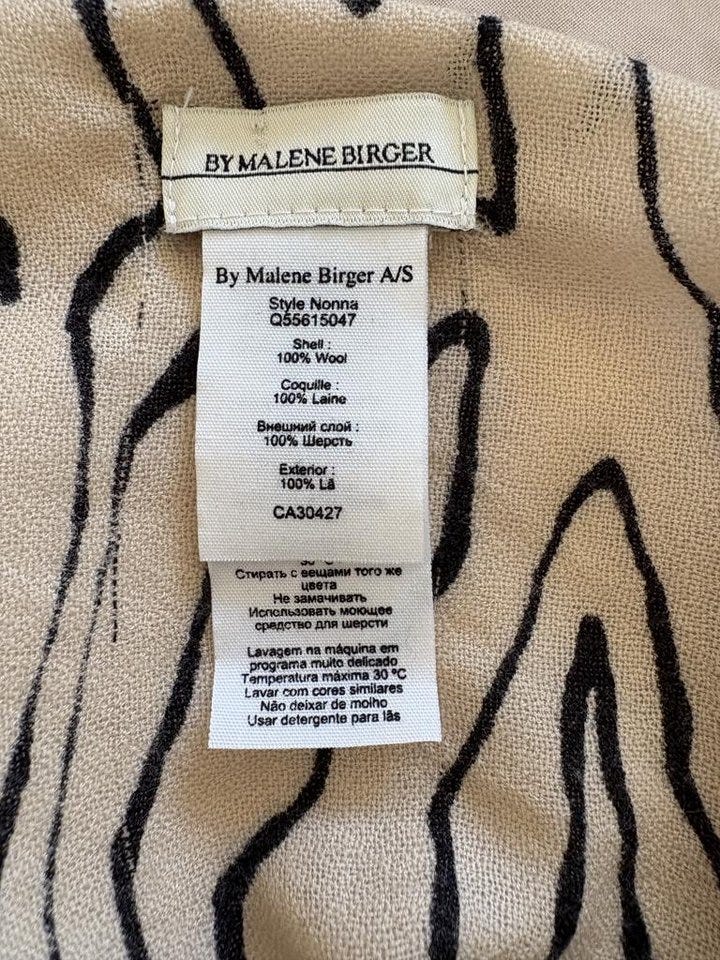 BY MALENE BIRGER
By Malene Birger A/S
Style Nonna
Q55615047
Shell :
100% Wool
Coquille :
100% Laine
Внешний слой :
100% Шерсть
Exterior :
100% Lã
CA30427
Стирать с вещами того же
цвета
Не замачивать
Использовать моющее
средство для шерсти
Lavagem na máquina em
programa muito delicado
Temperatura máxima 30 ºC
Lavar com cores similares
Não deixar de molho
Usar detergente para lãs